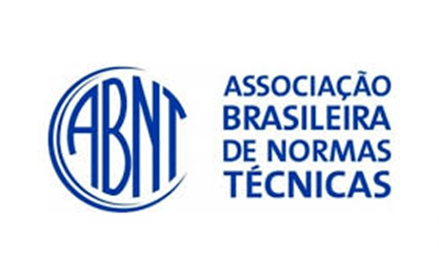 ABNT
ASSOCIAÇÃO
BRASILEIRA
DE NORMAS
TÉCNICAS